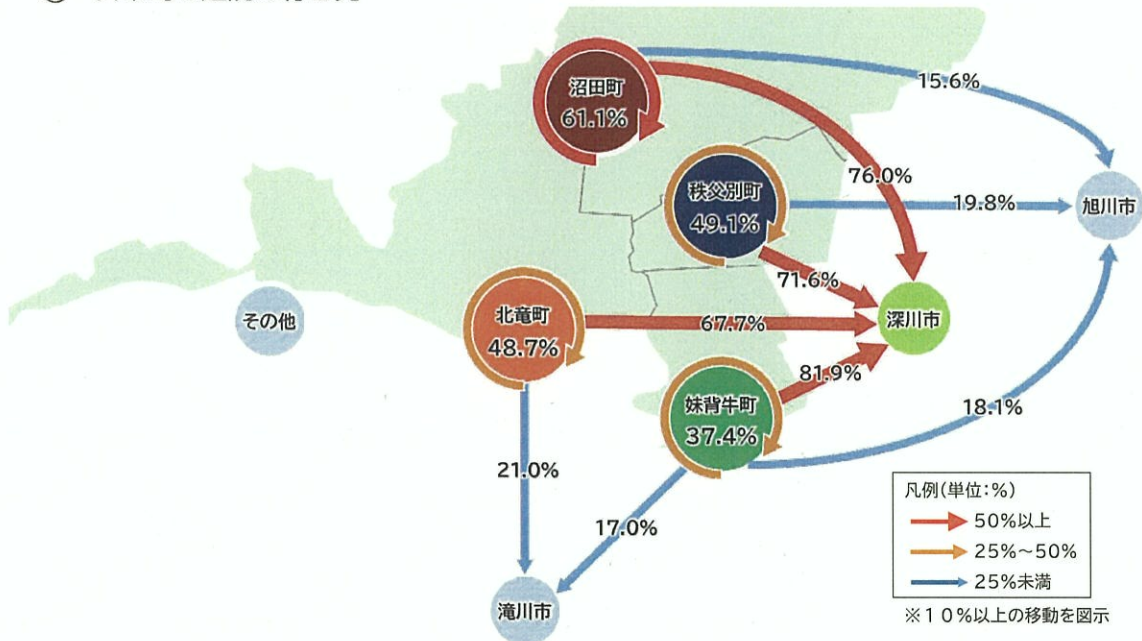 沼田町
61.1%
15.6%
76.0%
秩父別町
49.1%
19.8%
旭川市
71.6%
その他
北竜町
48.7%
67.7%
深川市
81.9%
妹背牛町
37.4%
18.1%
21.0%
17.0%
滝川市
凡例(単位:%)
50%以上
25%~50%
25%未満
※10%以上の移動を図示